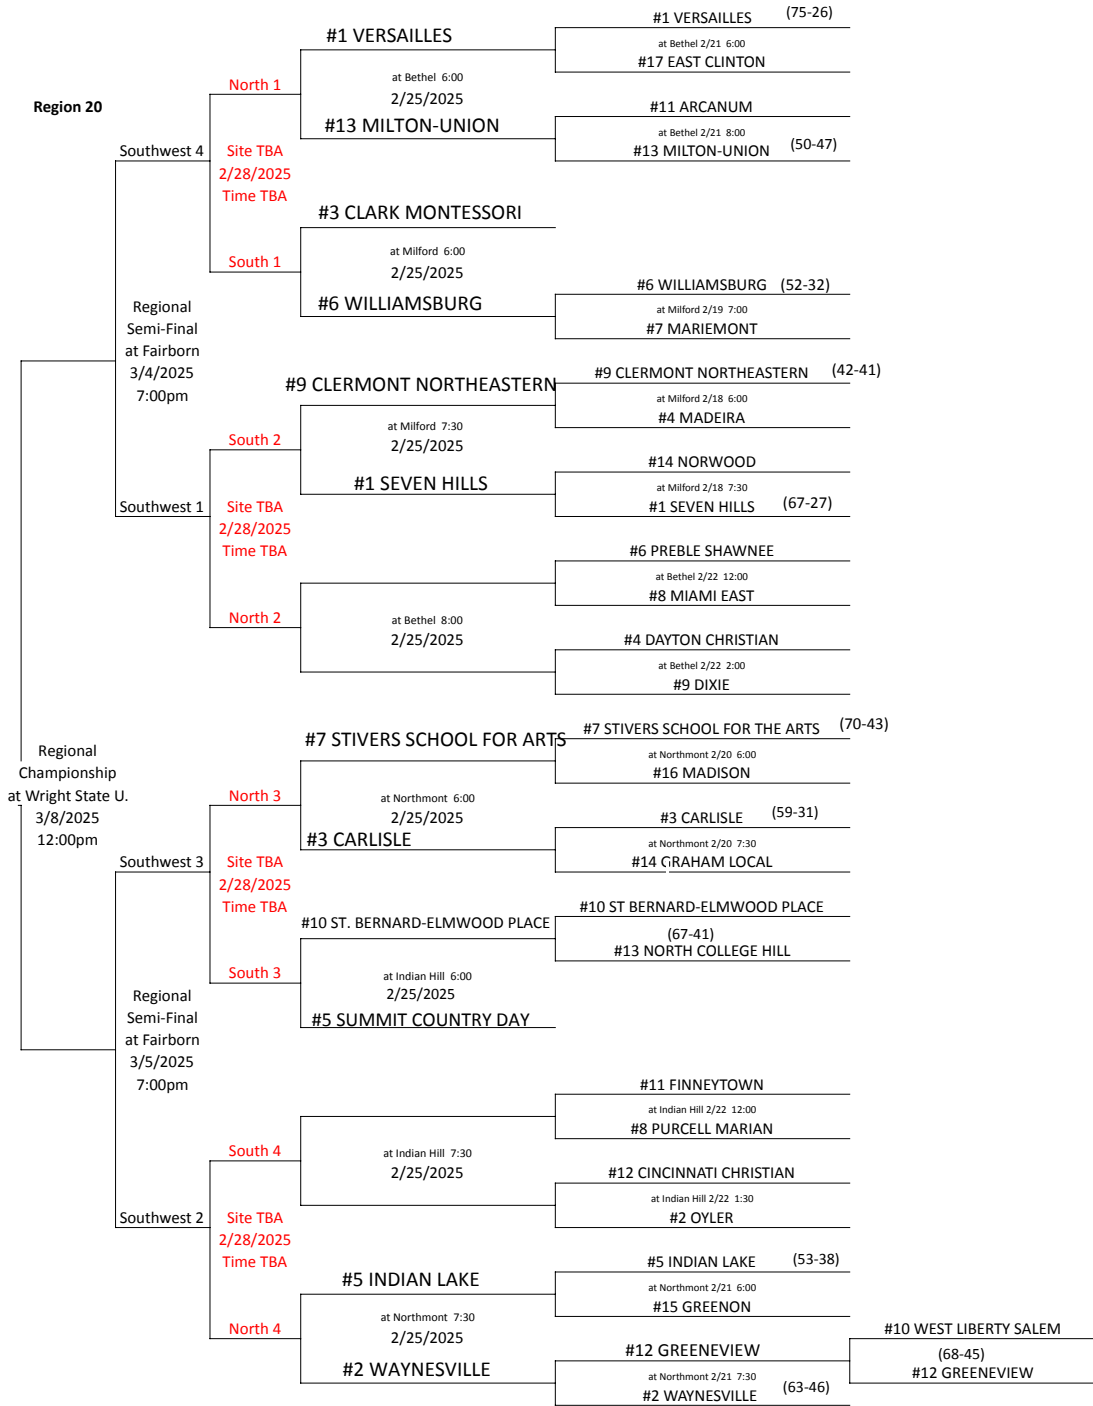 #1 VERSAILLES (75-26)
#1 VERSAILLES
at Bethel 2/21 6:00
#17 EAST CLINTON
North 1
at Bethel 6:00
2/25/2025
Region 20
#11 ARCANUM
#13 MILTON-UNION
at Bethel 2/21 8:00
#13 MILTON-UNION (50-47)
Southwest 4
Site TBA
2/28/2025
Time TBA
#3 CLARK MONTESSORI
at Milford 6:00
2/25/2025
South 1
#6 WILLIAMSBURG (52-32)
#6 WILLIAMSBURG
at Milford 2/19 7:00
#7 MARIEMONT
Regional
Semi-Final
at Fairborn
3/4/2025
7:00pm
#9 CLERMONT NORTHEASTERN (42-41)
#9 CLERMONT NORTHEASTERN
at Milford 2/18 6:00
#4 MADEIRA
South 2
at Milford 7:30
2/25/2025
#14 NORWOOD
#1 SEVEN HILLS
at Milford 2/18 7:30
#1 SEVEN HILLS (67-27)
Southwest 1
Site TBA
2/28/2025
Time TBA
#6 PREBLE SHAWNEE
at Bethel 2/22 12:00
#8 MIAMI EAST
North 2
at Bethel 8:00
2/25/2025
#4 DAYTON CHRISTIAN
at Bethel 2/22 2:00
#9 DIXIE
#7 STIVERS SCHOOL FOR THE ARTS (70-43)
#7 STIVERS SCHOOL FOR ARTS
at Northmont 2/20 6:00
#16 MADISON
Regional
Championship
at Wright State U.
3/8/2025
12:00pm
North 3
at Northmont 6:00
2/25/2025
#3 CARLISLE (59-31)
#3 CARLISLE
at Northmont 2/20 7:30
#14 GRAHAM LOCAL
Southwest 3
Site TBA
2/28/2025
Time TBA
#10 ST BERNARD-ELMWOOD PLACE
#10 ST. BERNARD-ELMWOOD PLACE
(67-41)
#13 NORTH COLLEGE HILL
South 3
at Indian Hill 6:00
2/25/2025
#5 SUMMIT COUNTRY DAY
Regional
Semi-Final
at Fairborn
3/5/2025
7:00pm
#11 FINNEYTOWN
at Indian Hill 2/22 12:00
#8 PURCELL MARIAN
South 4
at Indian Hill 7:30
2/25/2025
#12 CINCINNATI CHRISTIAN
at Indian Hill 2/22 1:30
#2 OYLER
Southwest 2
Site TBA
2/28/2025
Time TBA
#5 INDIAN LAKE (53-38)
#5 INDIAN LAKE
at Northmont 2/21 6:00
#15 GREENON
North 4
at Northmont 7:30
2/25/2025
#10 WEST LIBERTY SALEM
#12 GREENEVIEW
(68-45)
#12 GREENEVIEW
#2 WAYNESVILLE
at Northmont 2/21 7:30
#2 WAYNESVILLE (63-46)